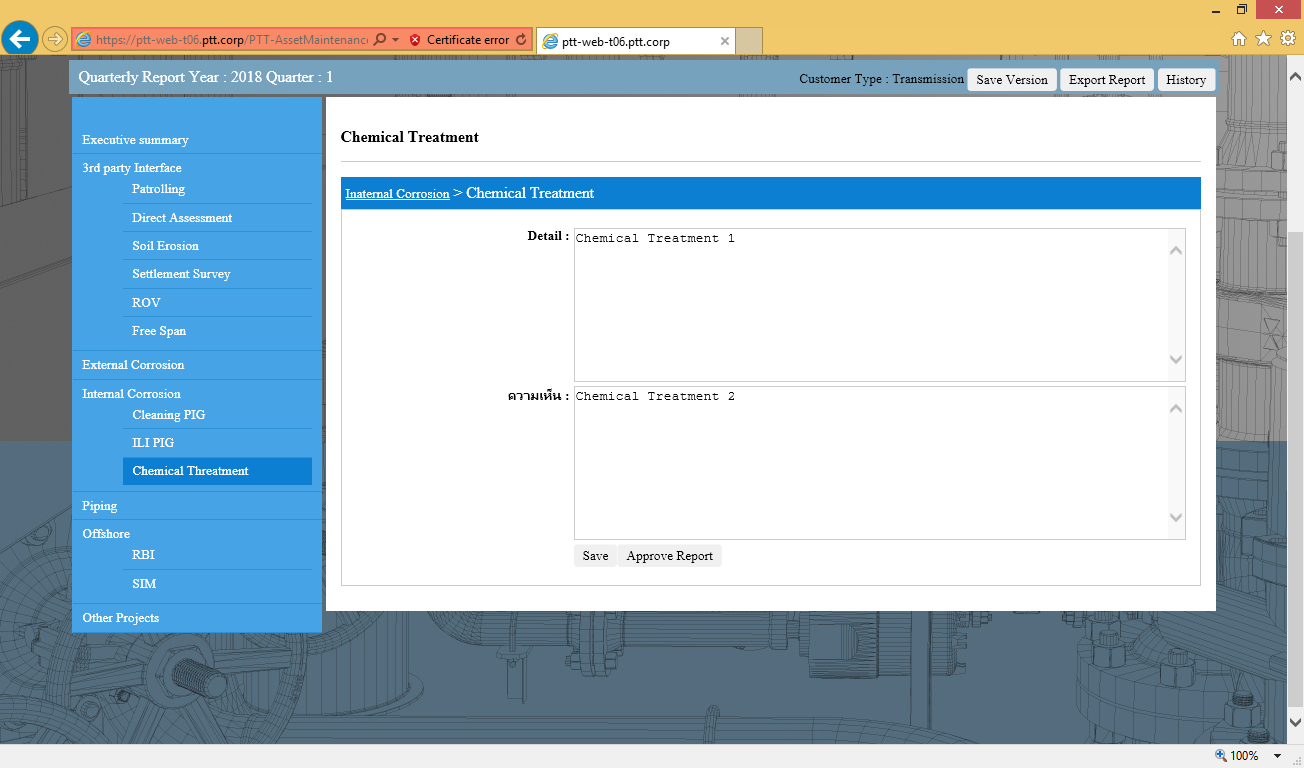 https://ptt-web-t06.ptt.corp/PTT-AssetMaintenanc
Certificate error
ptt-web-t06.ptt.corp
Quarterly Report Year : 2018 Quarter : 1
Customer Type : Transmission
Save Version
Export Report
History
Executive summary
3rd party Interface
Patrolling
Direct Assessment
Soil Erosion
Settlement Survey
ROV
Free Span
External Corrosion
Internal Corrosion
Cleaning PIG
ILI PIG
Chemical Threatment
Piping
Offshore
RBI
SIM
Other Projects
Chemical Treatment
Inaternal Corrosion > Chemical Treatment
Detail :
Chemical Treatment 1
ความเห็น :
Chemical Treatment 2
Save
Approve Report
100%